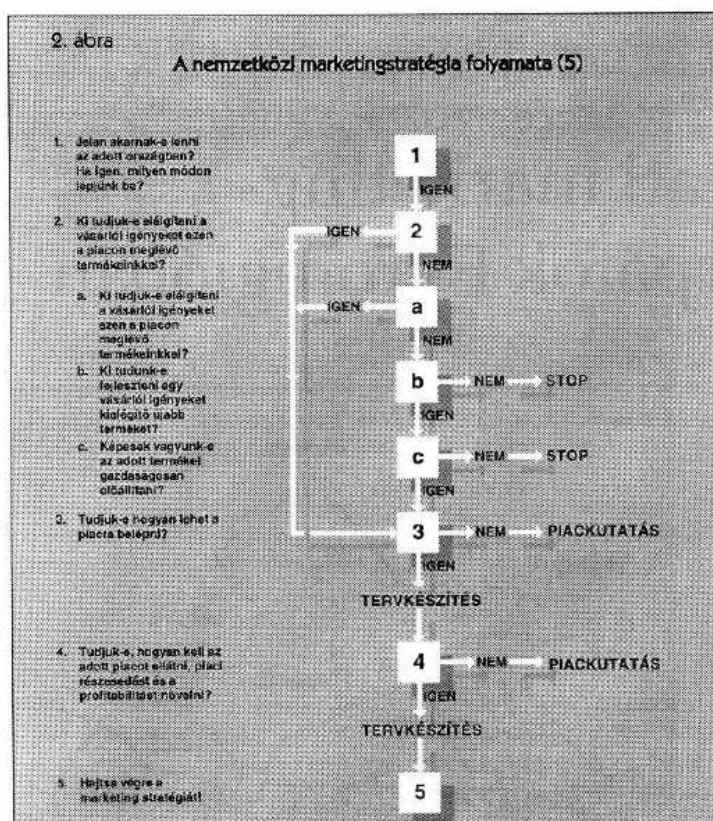 2. ábra
A nemzetközi marketingstratégia folyamata (5)
1. Jelen akarnak-e lenni
az adott országban?
Ha igen, milyen módon
lépjünk be?
2. Ki tudjuk-e elégíteni a
vásárlói igényeket ezen
a piacon meglévő
termékeinkkel?
a. Ki tudjuk-e elégíteni
a vásárlói igényeket
ezen a piacon
meglévő
termékeinkkel?
b. Ki tudunk-e
fejleszteni egy
vásárlói igényeket
kielégítő újabb
terméket?
c. Képesek vagyunk-e
az adott terméket
gazdaságosan
előállítani?
3. Tudjuk-e hogyan lehet a
piacra belépni?
4. Tudjuk-e, hogyan kell az
adott piacot ellátni, piaci
részesedést és a
profitabilitást növelni?
5. Hajtsa végre a
marketing stratégiát!
1
IGEN
IGEN 2
NEM
IGEN a
NEM
b NEM STOP
IGEN
c NEM STOP
IGEN
3 NEM PIACKUTATÁS
IGEN
TERVKÉSZÍTÉS
4 NEM PIACKUTATÁS
IGEN
TERVKÉSZÍTÉS
5